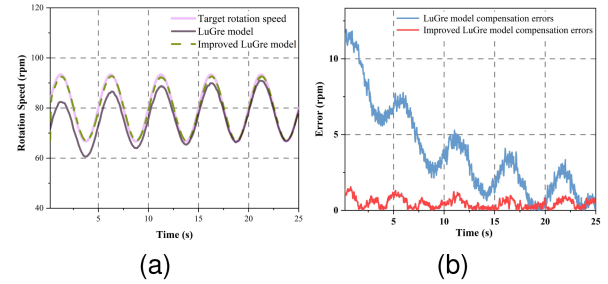 120
100
80
60
40
5
10
15
20
25
Rotation Speed (rpm)
Time (s)
Target rotation speed
LuGre model
Improved LuGre model
(a)
10
5
0
5
10
15
20
25
Error (rpm)
Time (s)
LuGre model compensation errors
Improved LuGre model compensation errors
(b)